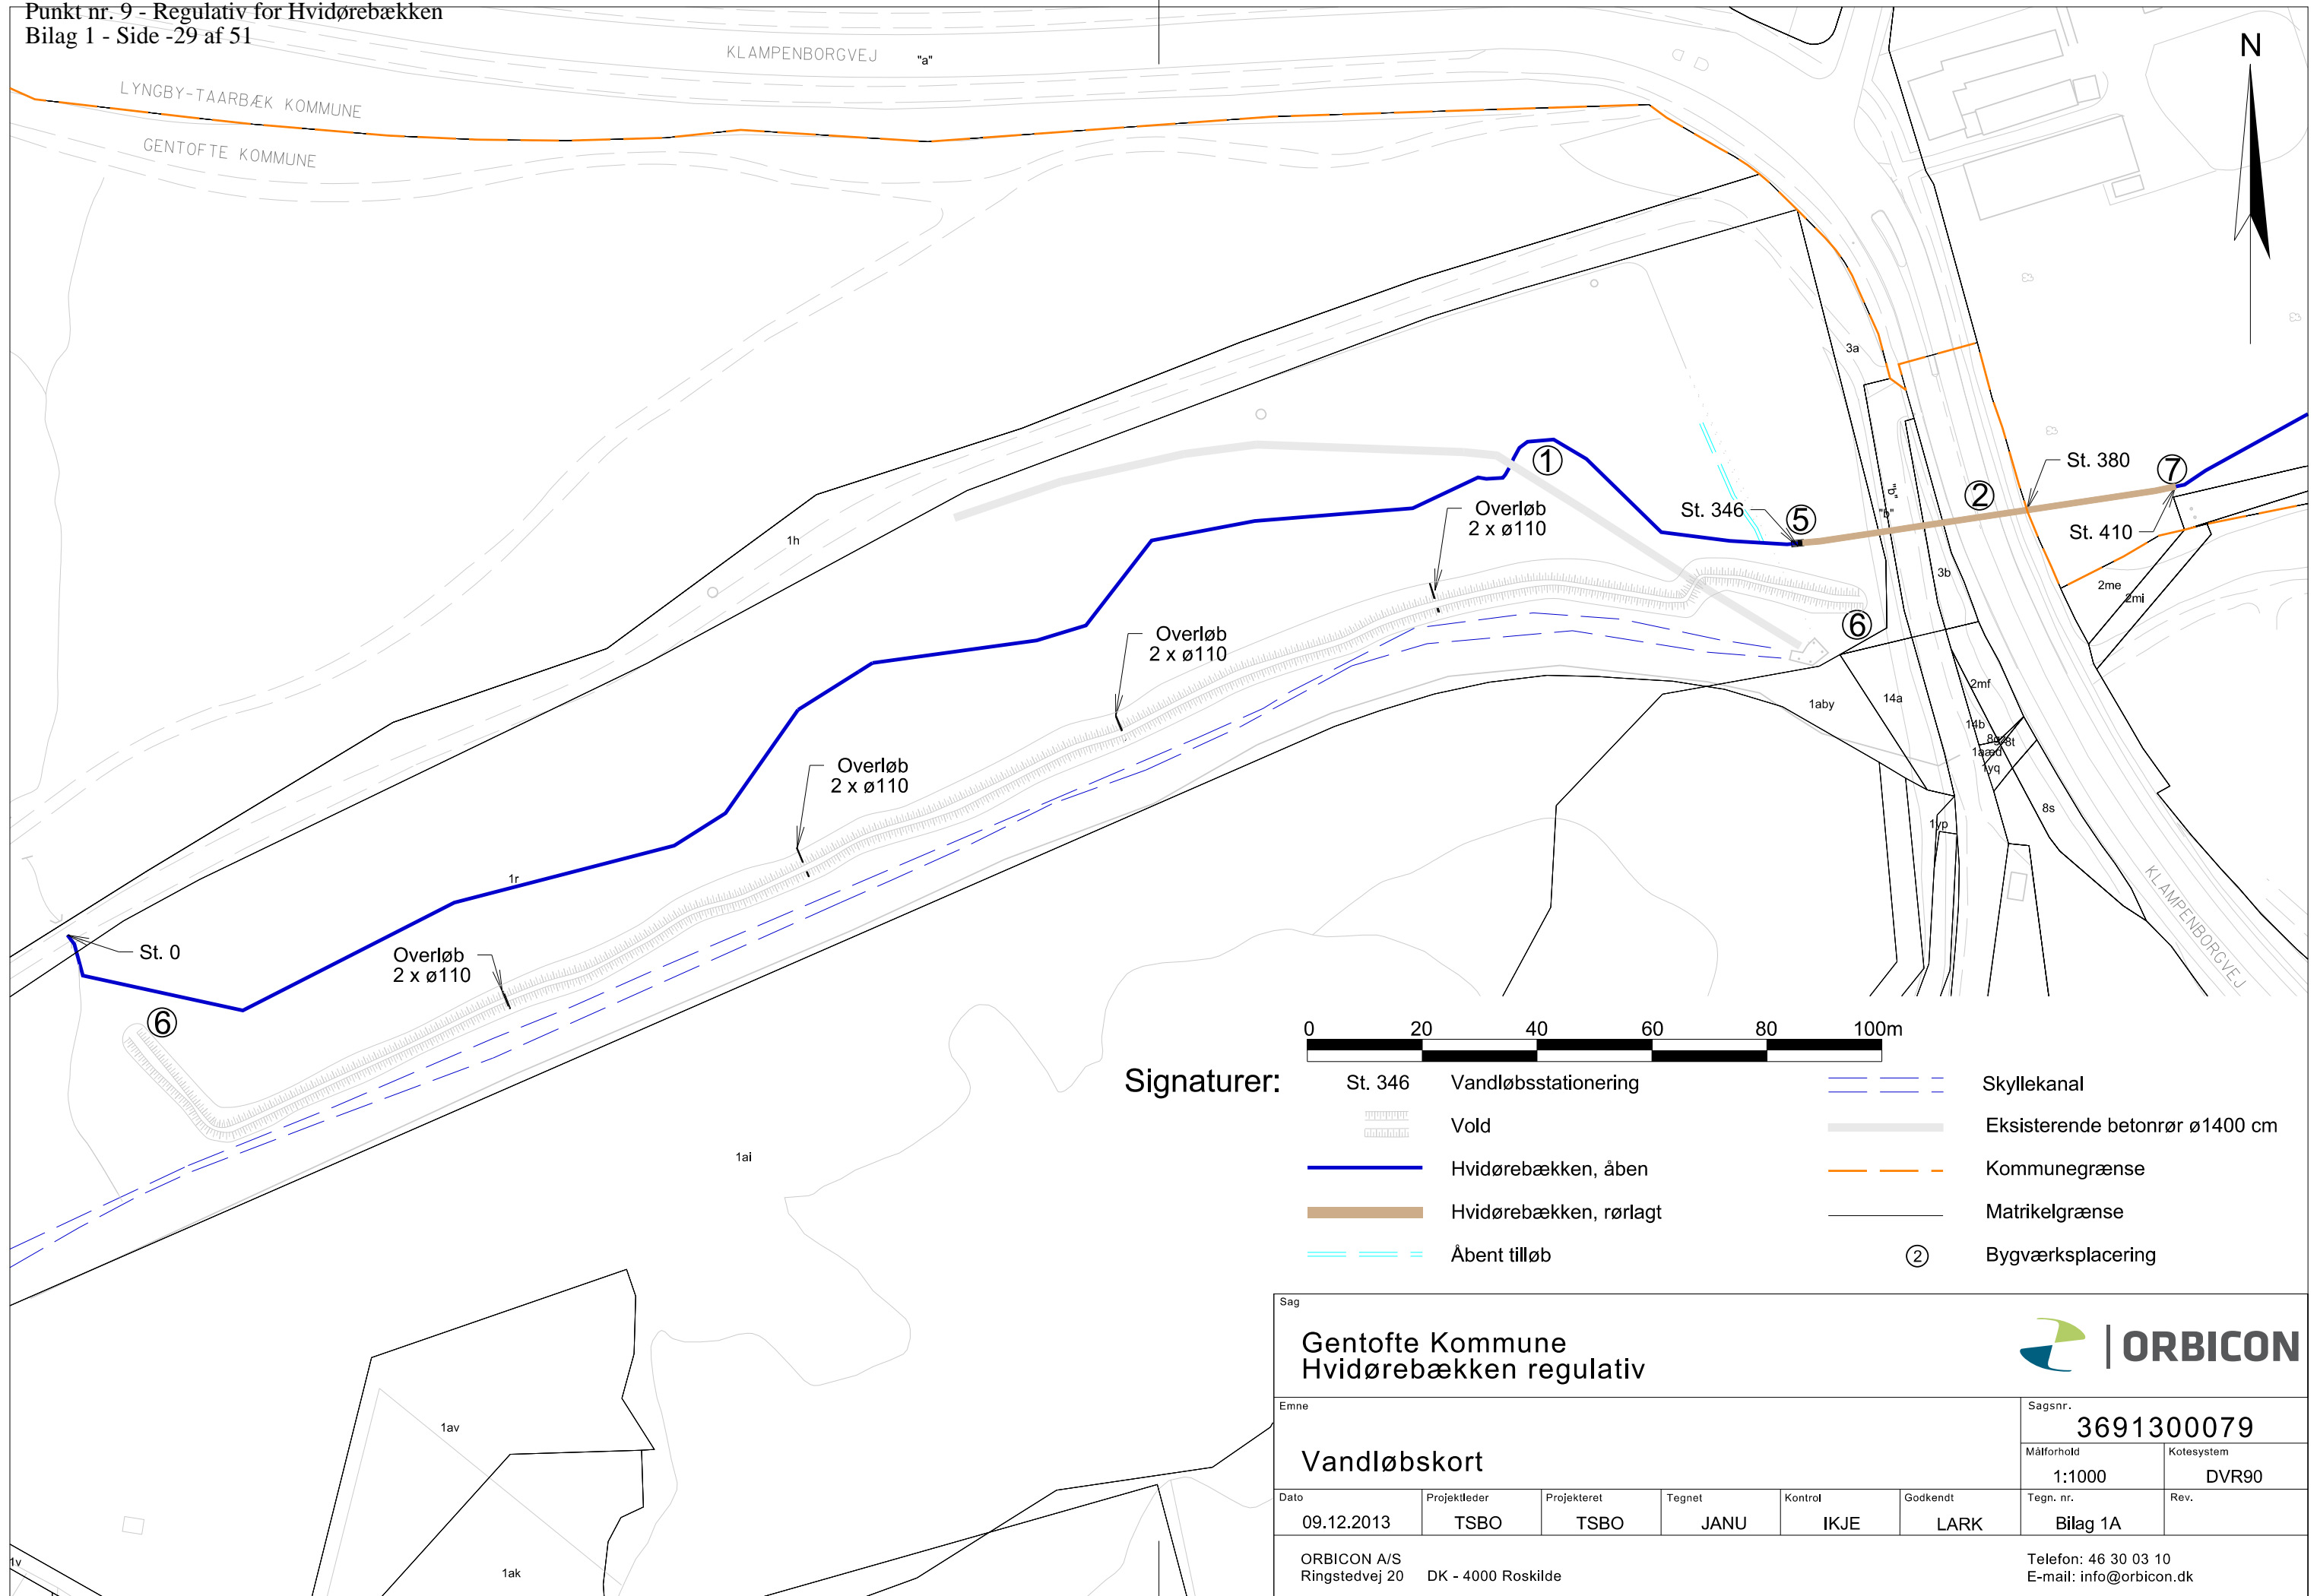 Punkt nr. 9 - Regulativ for Hvidørebækken
Bilag 1 - Side -29 af 51
KLAMPENBORGVEJ
"a"
LYNGBY-TAARBÆK KOMMUNE
GENTOFTE KOMMUNE
N
3a
1h
①
Overløb
2 x ø110
St. 346
⑤
"b"
"b"
②
St. 380
⑦
St. 410
3b
2me
2mi
⑥
Overløb
2 x ø110
1aby
14a
2mf
14b
8g
8t
1aæd
1yq
8s
1yp
Overløb
2 x ø110
1r
KLAMPENBORGVEJ
St. 0
Overløb
2 x ø110
⑥
1ai
1av
1ak
1v
0 20 40 60 80 100m
Signaturer:
St. 346 Vandløbsstationering
Vold
Hvidørebækken, åben
Hvidørebækken, rørlagt
Åbent tilløb
Skyllekanal
Eksisterende betonrør ø1400 cm
Kommunegrænse
Matrikelgrænse
② Bygværksplacering
Sag
Gentofte Kommune
Hvidørebækken regulativ
ORBICON
Emne
Vandløbskort
Sagsnr.
3691300079
Målforhold Kotesystem
1:1000 DVR90
Dato Projektleder Projekteret Tegnet Kontrol Godkendt Tegn. nr. Rev.
09.12.2013 TSBO TSBO JANU IKJE LARK Bilag 1A
ORBICON A/S
Ringstedvej 20 DK - 4000 Roskilde
Telefon: 46 30 03 10
E-mail: info@orbicon.dk